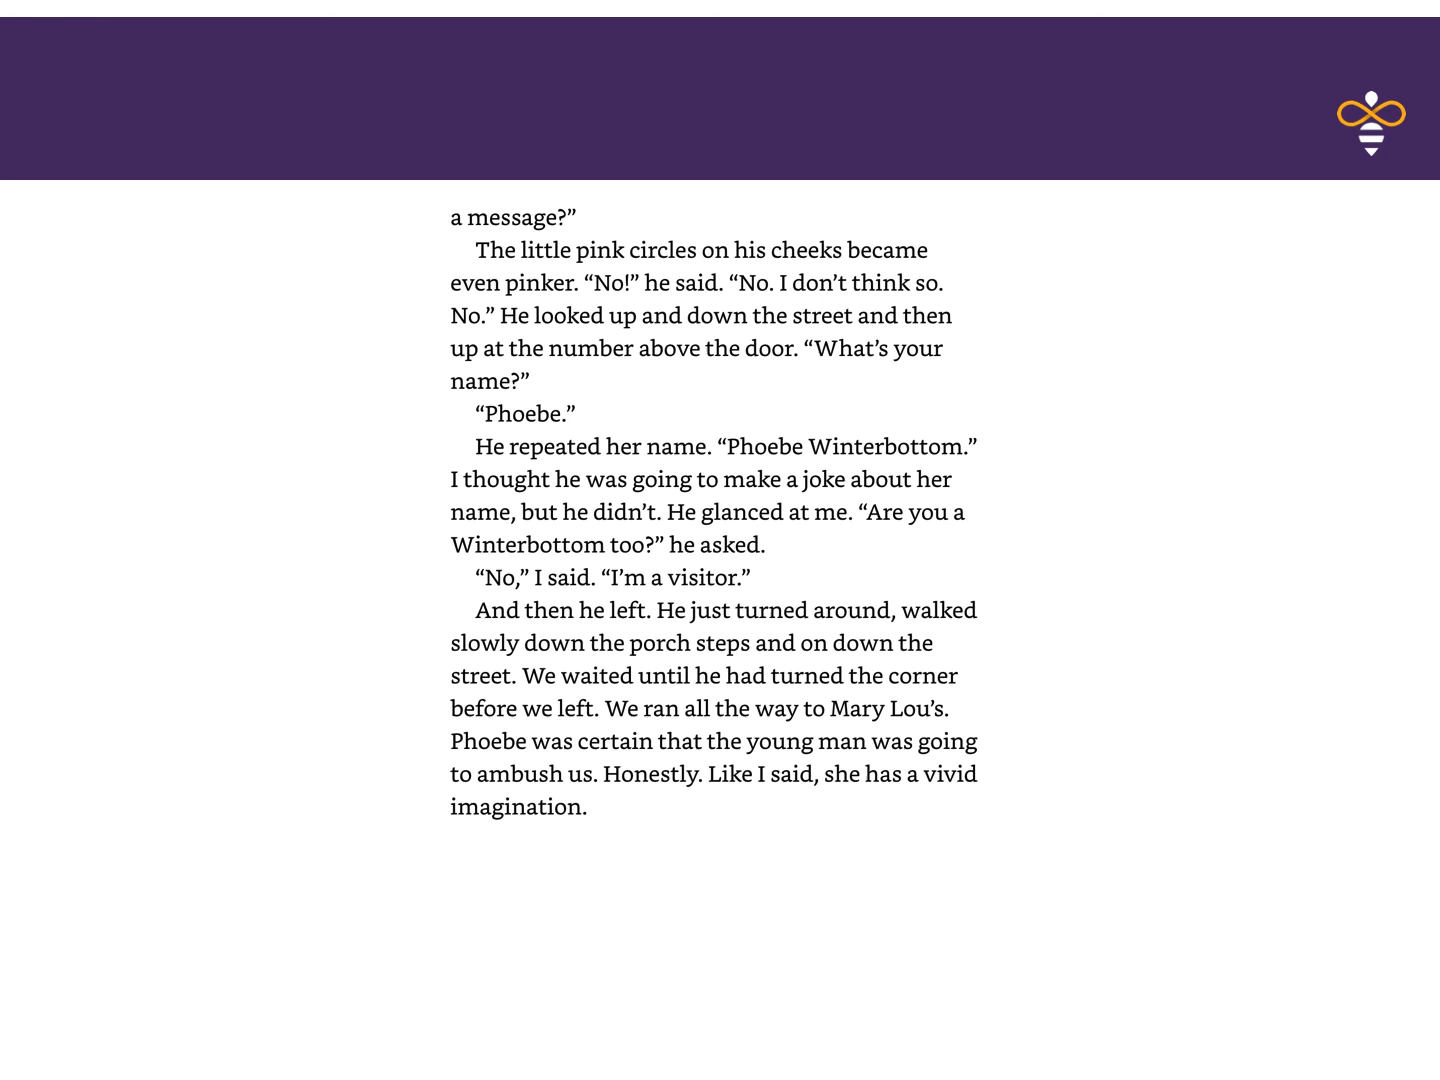 a message?”
The little pink circles on his cheeks became
even pinker. “No!” he said. “No. I don’t think so.
No.” He looked up and down the street and then
up at the number above the door. “What’s your
name?”
“Phoebe.”
He repeated her name. “Phoebe Winterbottom.”
I thought he was going to make a joke about her
name, but he didn’t. He glanced at me. “Are you a
Winterbottom too?” he asked.
“No,” I said. “I’m a visitor.”
And then he left. He just turned around, walked
slowly down the porch steps and on down the
street. We waited until he had turned the corner
before we left. We ran all the way to Mary Lou’s.
Phoebe was certain that the young man was going
to ambush us. Honestly. Like I said, she has a vivid
imagination.